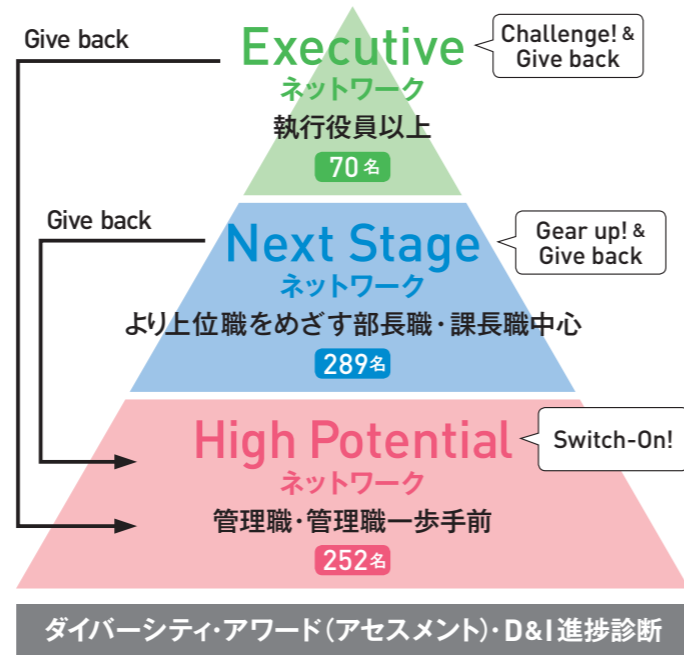 Give back
Executive
ネットワーク
執行役員以上
70名
Challenge! &
Give back
Give back
Next Stage
ネットワーク
より上位職をめざす部長職・課長職中心
289名
Gear up! &
Give back
High Potential
ネットワーク
管理職・管理職一歩手前
252名
Switch-On!
ダイバーシティ・アワード(アセスメント)・D&I進捗診断